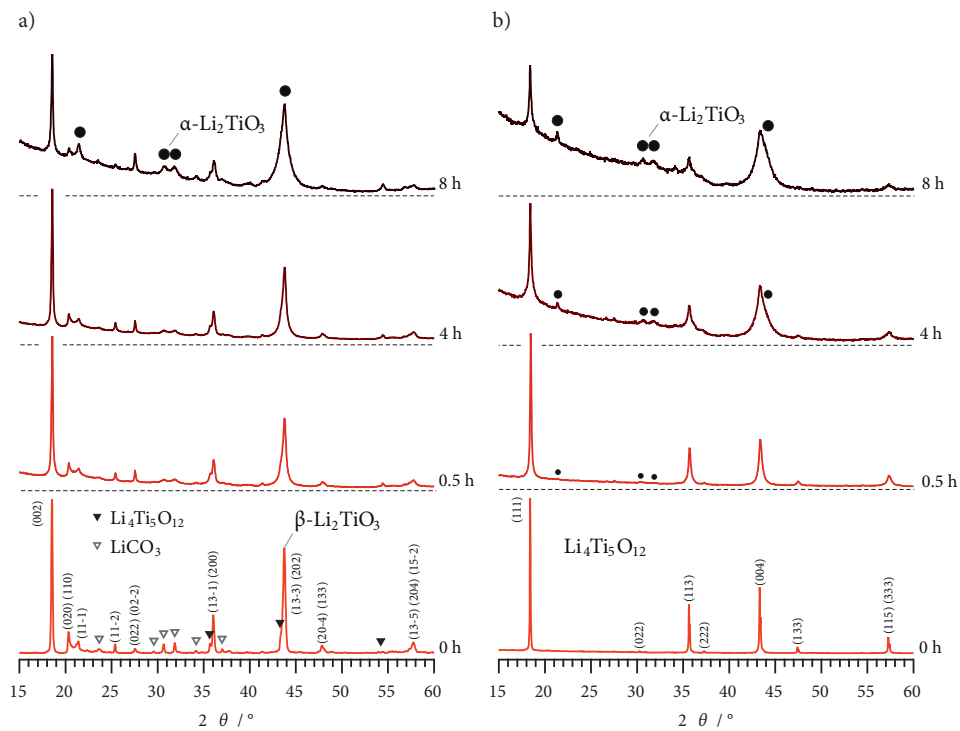 a)
α-Li₂TiO₃
8 h
4 h
0.5 h
(002)
Li₄Ti₅O₁₂
LiCO₃
β-Li₂TiO₃
(020) (110)
(11-1)
(11-2)
(022) (02-2)
(13-1) (200)
(13-3) (202)
(20-4) (133)
(13-5) (204) (15-2)
0 h
15 20 25 30 35 40 45 50 55 60
2 θ / °
b)
α-Li₂TiO₃
8 h
4 h
0.5 h
(111)
Li₄Ti₅O₁₂
(022)
(113)
(222)
(004)
(133)
(115) (333)
0 h
15 20 25 30 35 40 45 50 55 60
2 θ / °